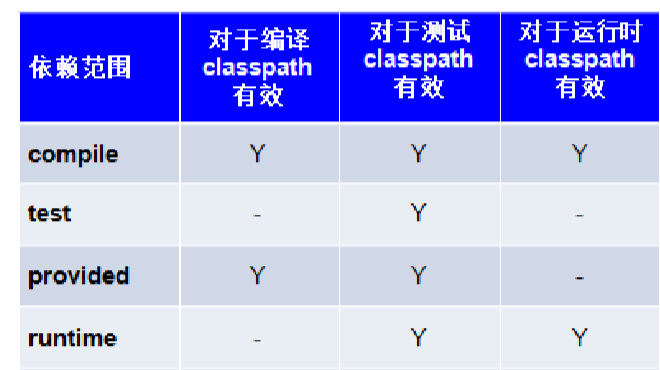 依赖范围 对于编译 classpath 有效 对于测试 classpath 有效 对于运行时 classpath 有效
compile Y Y Y
test - Y -
provided Y Y -
runtime - Y Y